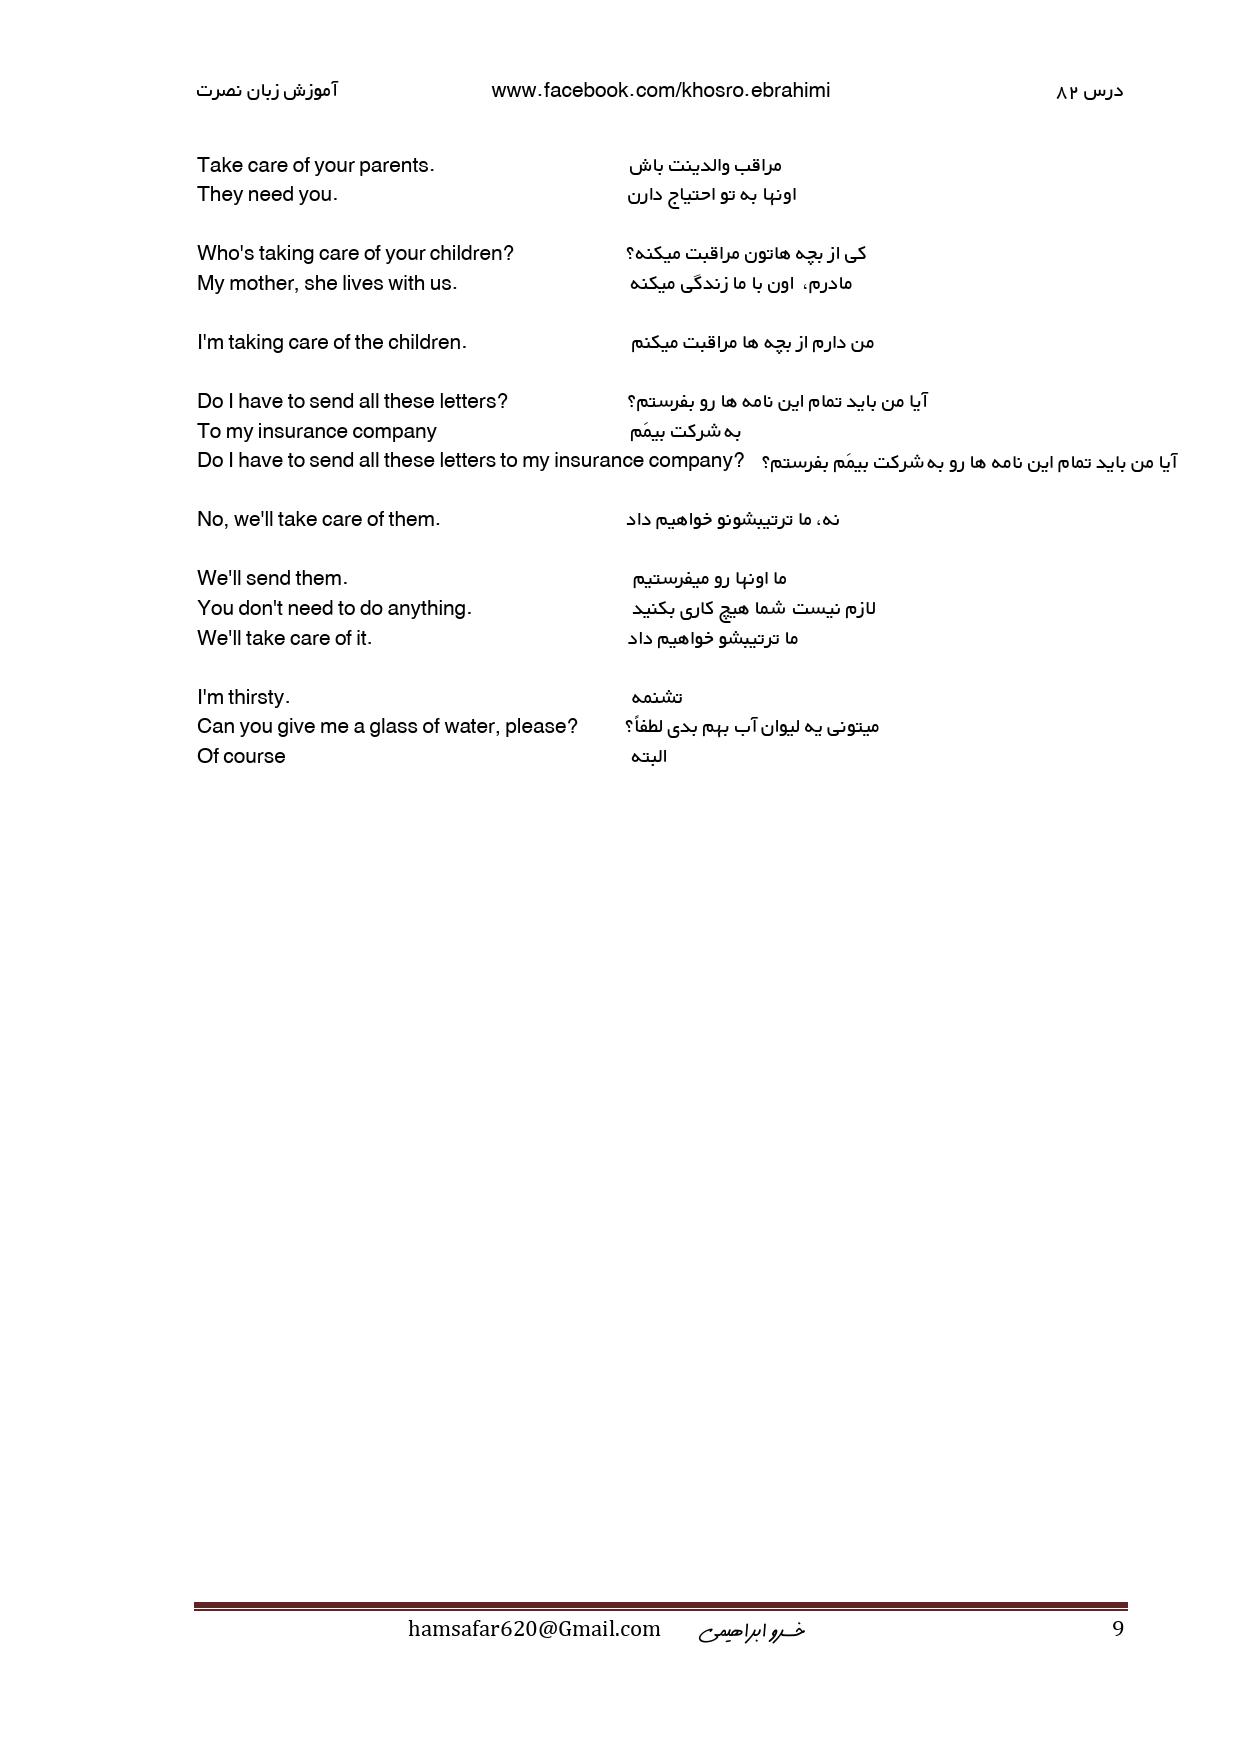 آموزش زبان نصرت www.facebook.com/khosro.ebrahimi درس ۸۲
Take care of your parents. مراقب والدینت باش
They need you. اونها به تو احتیاج دارن
Who's taking care of your children? کی از بچه هاتون مراقبت میکنه؟
My mother, she lives with us. مادرم، اون با ما زندگی میکنه
I'm taking care of the children. من دارم از بچه ها مراقبت میکنم
Do I have to send all these letters? آیا من باید تمام این نامه ها رو بفرستم؟
To my insurance company به شرکت بیمَم
Do I have to send all these letters to my insurance company? آیا من باید تمام این نامه ها رو به شرکت بیمَم بفرستم؟
No, we'll take care of them. نه، ما ترتیبشونو خواهیم داد
We'll send them. ما اونها رو میفرستیم
You don't need to do anything. لازم نیست شما هیچ کاری بکنید
We'll take care of it. ما ترتیبشو خواهیم داد
I'm thirsty. تشنمه
Can you give me a glass of water, please? میتونی یه لیوان آب بهم بدی لطفاً؟
Of course البته
hamsafar620@Gmail.com خسرو ابراهیمی 9